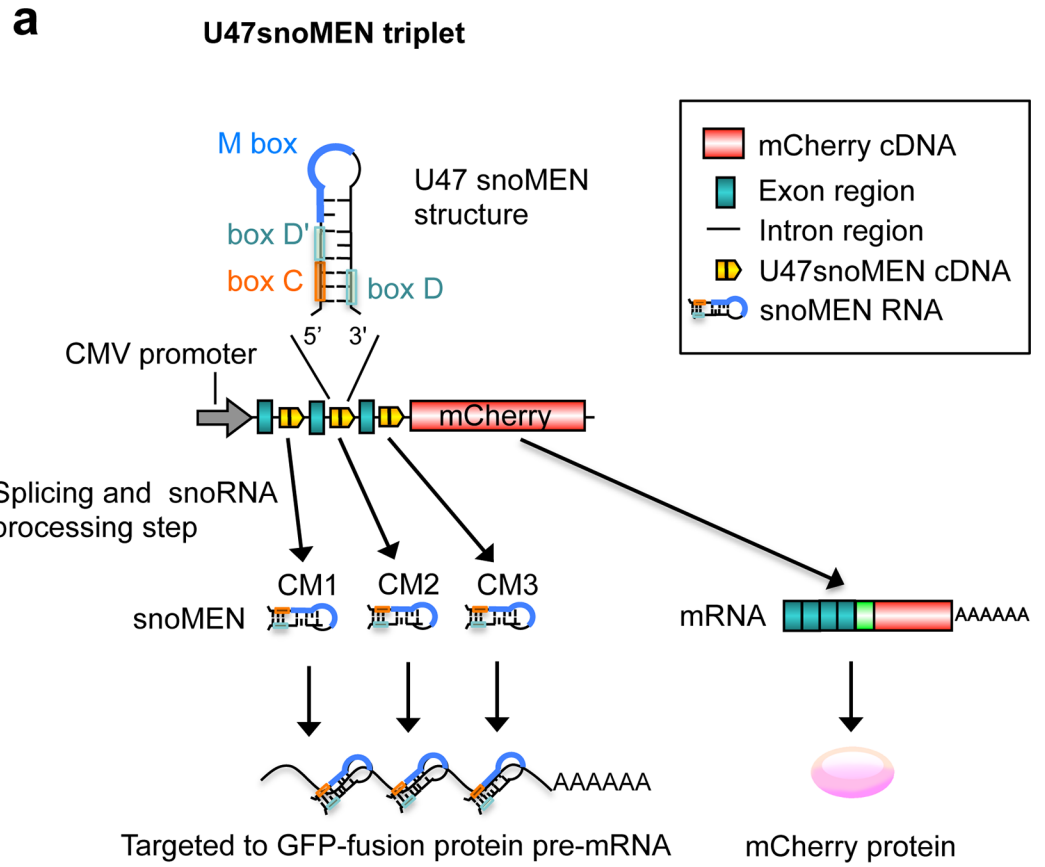 a
U47snoMEN triplet
M box
U47 snoMEN
structure
box D'
box C
box D
5’
3'
mCherry cDNA
Exon region
Intron region
U47snoMEN cDNA
snoMEN RNA
CMV promoter
mCherry
Splicing and snoRNA
processing step
CM1
CM2
CM3
snoMEN
mRNA
AAAAAA
AAAAAA
Targeted to GFP-fusion protein pre-mRNA
mCherry protein